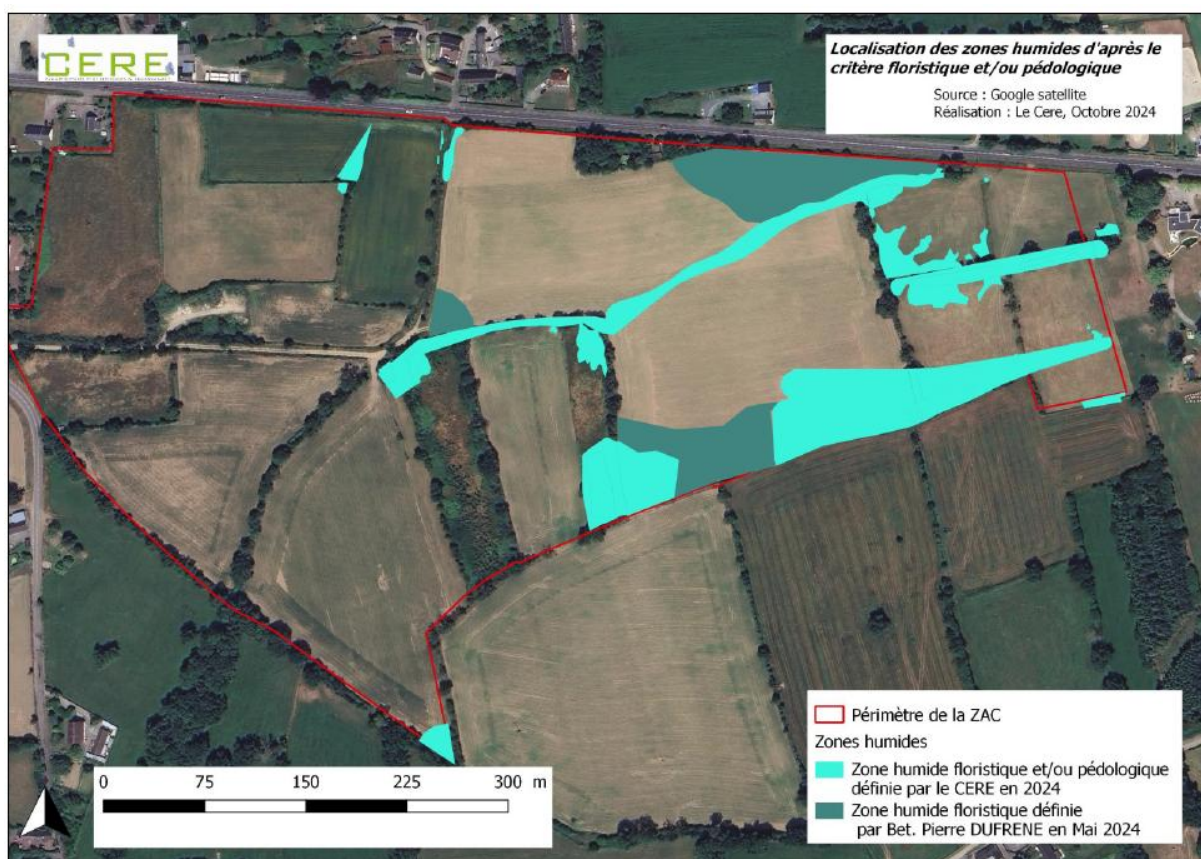 CERE
Localisation des zones humides d'après le
critère floristique et/ou pédologique
Source : Google satellite
Réalisation : Le Cere, Octobre 2024
Périmètre de la ZAC
Zones humides
Zone humide floristique et/ou pédologique
définie par le CERE en 2024
Zone humide floristique définie
par Bet. Pierre DUFRENE en Mai 2024
0 75 150 225 300 m